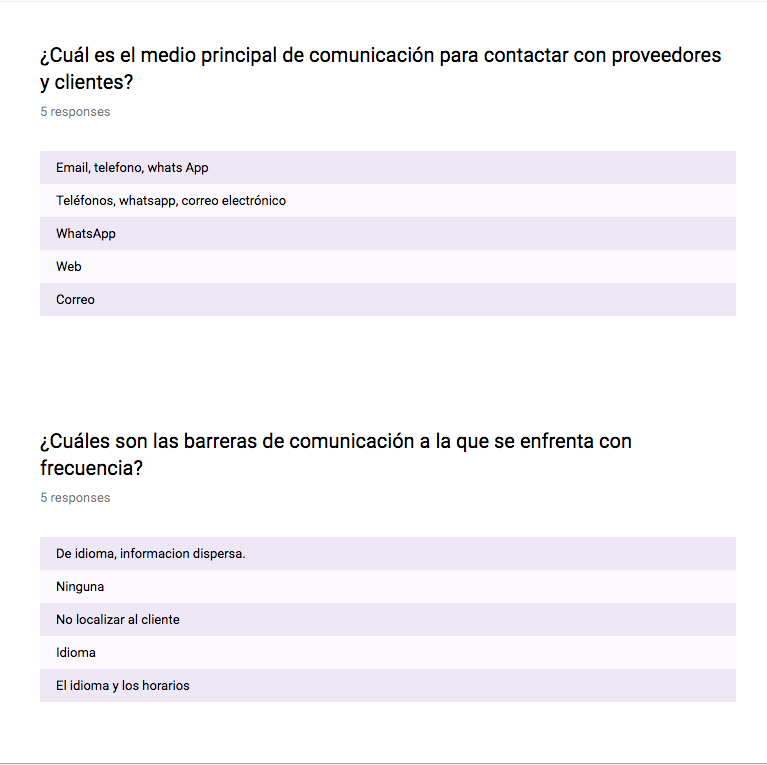 ¿Cuál es el medio principal de comunicación para contactar con proveedores
y clientes?
5 responses
Email, telefono, whats App
Teléfonos, whatsapp, correo electrónico
WhatsApp
Web
Correo
¿Cuáles son las barreras de comunicación a la que se enfrenta con
frecuencia?
5 responses
De idioma, informacion dispersa.
Ninguna
No localizar al cliente
Idioma
El idioma y los horarios